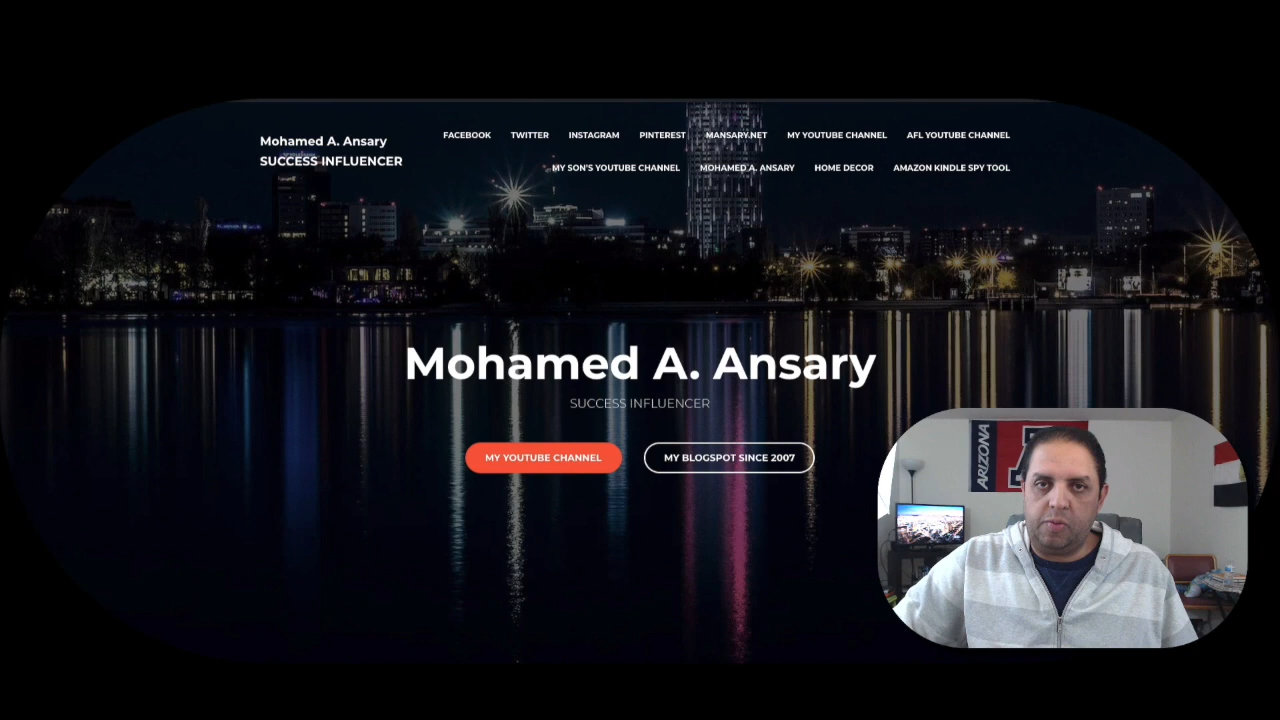 Mohamed A. Ansary
SUCCESS INFLUENCER
FACEBOOK TWITTER INSTAGRAM PINTEREST MANSARY.NET MY YOUTUBE CHANNEL AFL YOUTUBE CHANNEL
MY SON'S YOUTUBE CHANNEL MOHAMED A. ANSARY HOME DECOR AMAZON KINDLE SPY TOOL
Mohamed A. Ansary
SUCCESS INFLUENCER
MY YOUTUBE CHANNEL MY BLOGSPOT SINCE 2007
ARIZONA
A